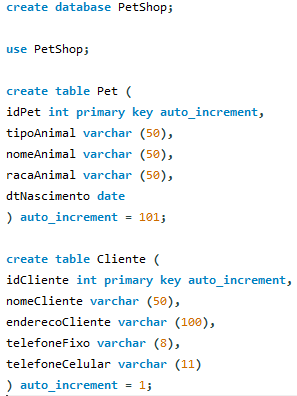 create database PetShop;
use PetShop;
create table Pet (
idPet int primary key auto_increment,
tipoAnimal varchar (50),
nomeAnimal varchar (50),
racaAnimal varchar (50),
dtNascimento date
) auto_increment = 101;
create table Cliente (
idCliente int primary key auto_increment,
nomeCliente varchar (50),
enderecoCliente varchar (100),
telefoneFixo varchar (8),
telefoneCelular varchar (11)
) auto_increment = 1;